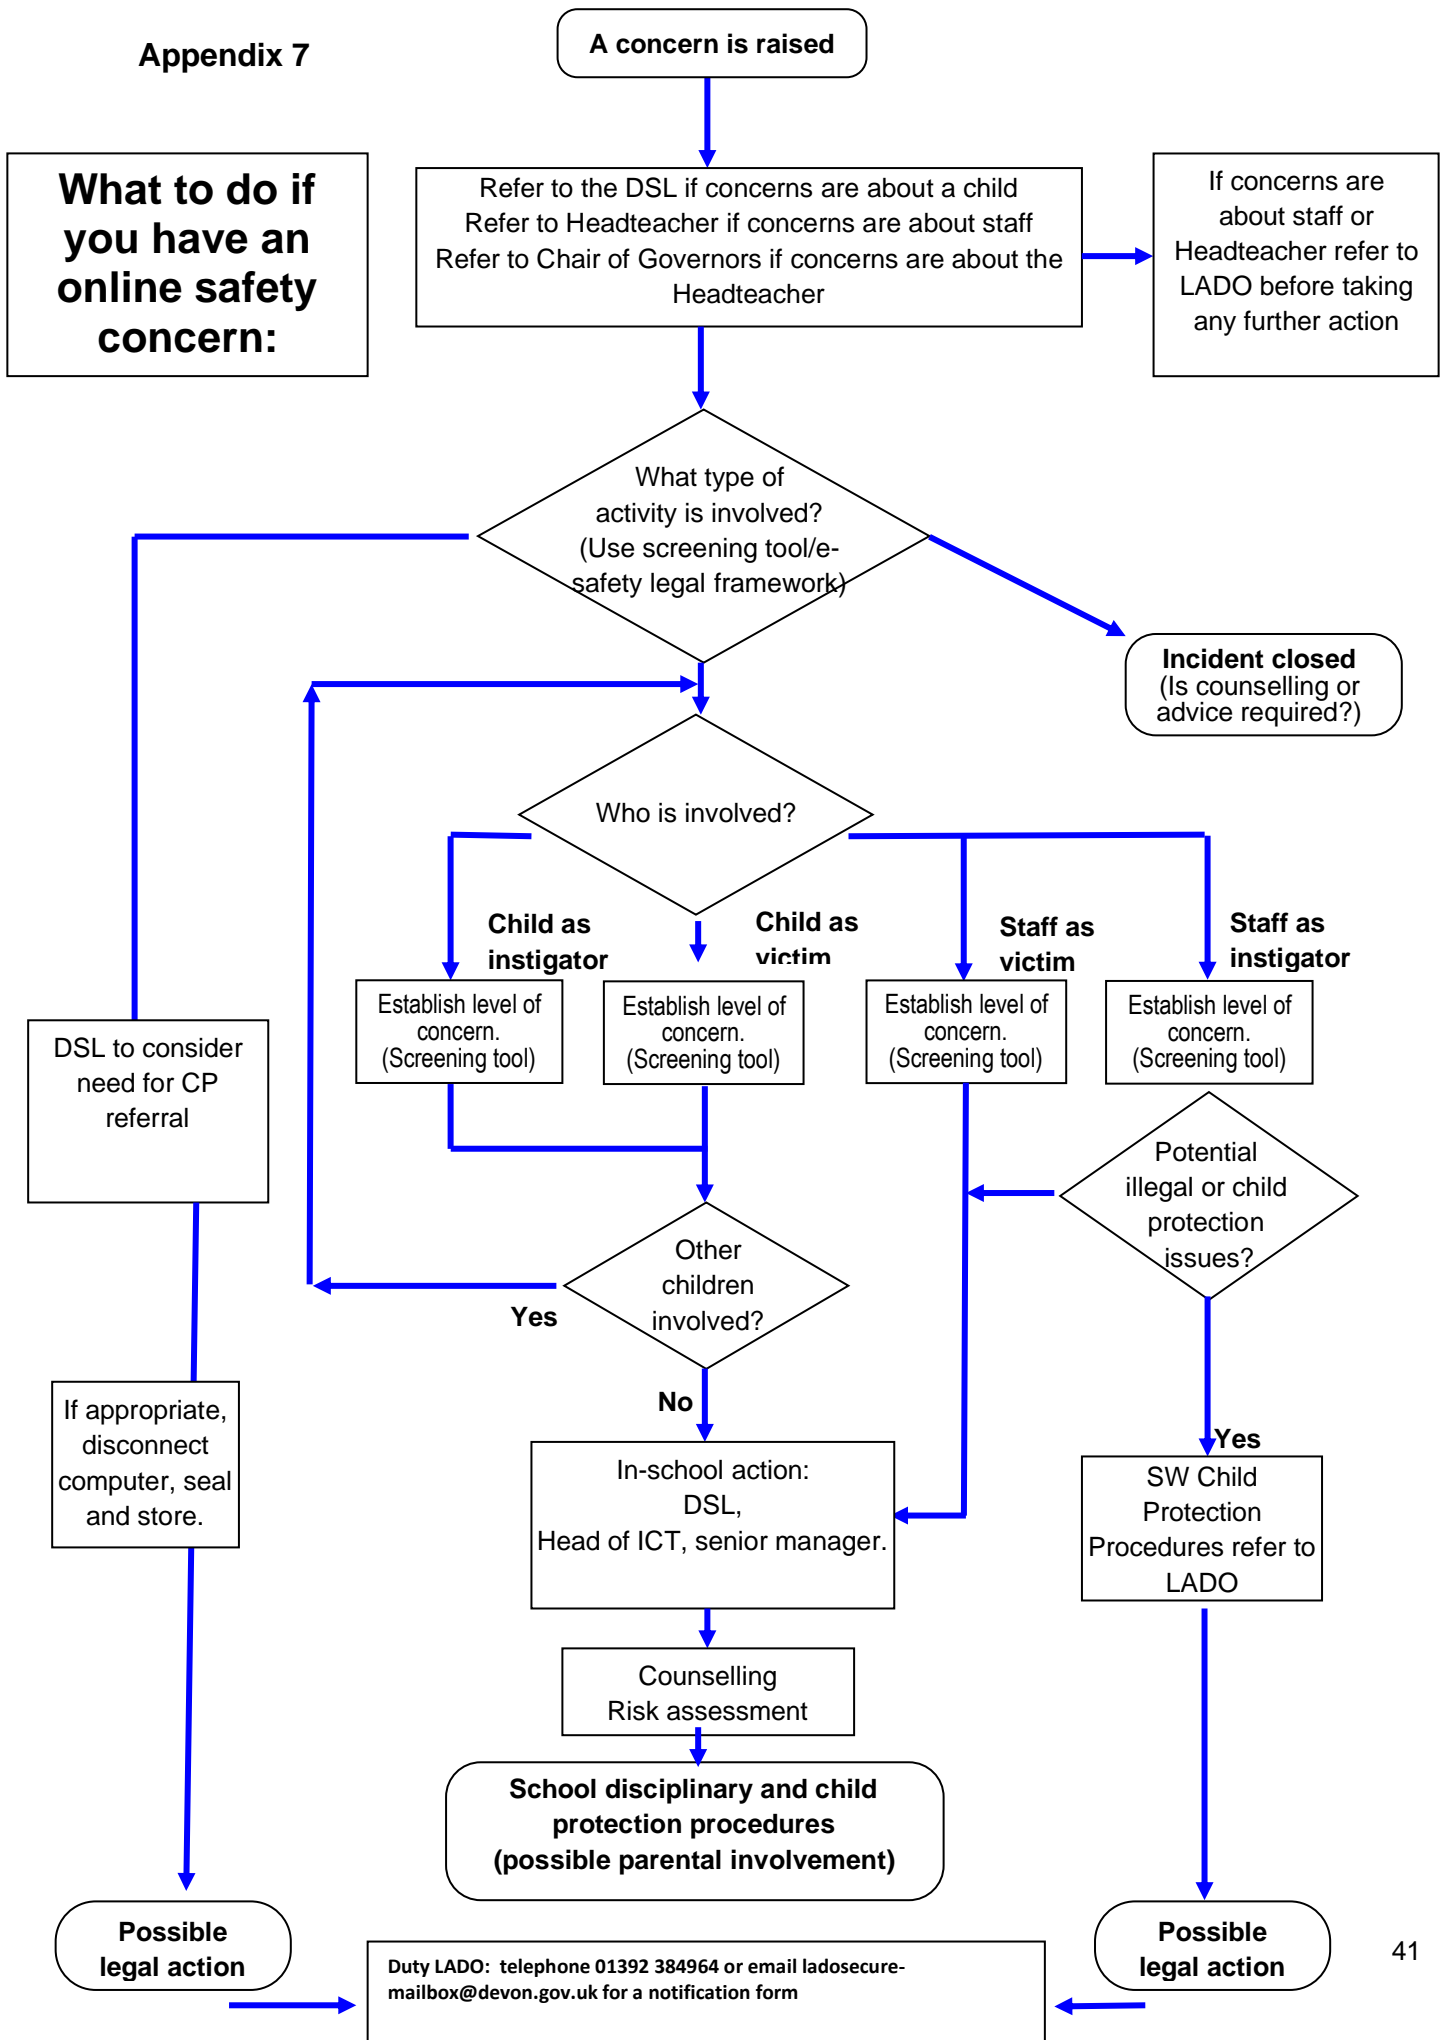 Appendix 7
A concern is raised
What to do if
you have an
online safety
concern:
Refer to the DSL if concerns are about a child
Refer to Headteacher if concerns are about staff
Refer to Chair of Governors if concerns are about the
Headteacher
If concerns are
about staff or
Headteacher refer to
LADO before taking
any further action
What type of
activity is involved?
(Use screening tool/e-
safety legal framework)
Incident closed
(Is counselling or
advice required?)
Who is involved?
Child as
instigator
Child as
victim
Staff as
victim
Staff as
instigator
Establish level of
concern.
(Screening tool)
Establish level of
concern.
(Screening tool)
Establish level of
concern.
(Screening tool)
Establish level of
concern.
(Screening tool)
DSL to consider
need for CP
referral
Potential
illegal or child
protection
issues?
Other
children
involved?
Yes
No
If appropriate,
disconnect
computer, seal
and store.
In-school action:
DSL,
Head of ICT, senior manager.
Yes
SW Child
Protection
Procedures refer to
LADO
Counselling
Risk assessment
School disciplinary and child
protection procedures
(possible parental involvement)
Possible
legal action
Possible
legal action
41
Duty LADO: telephone 01392 384964 or email ladosecure-
mailbox@devon.gov.uk for a notification form